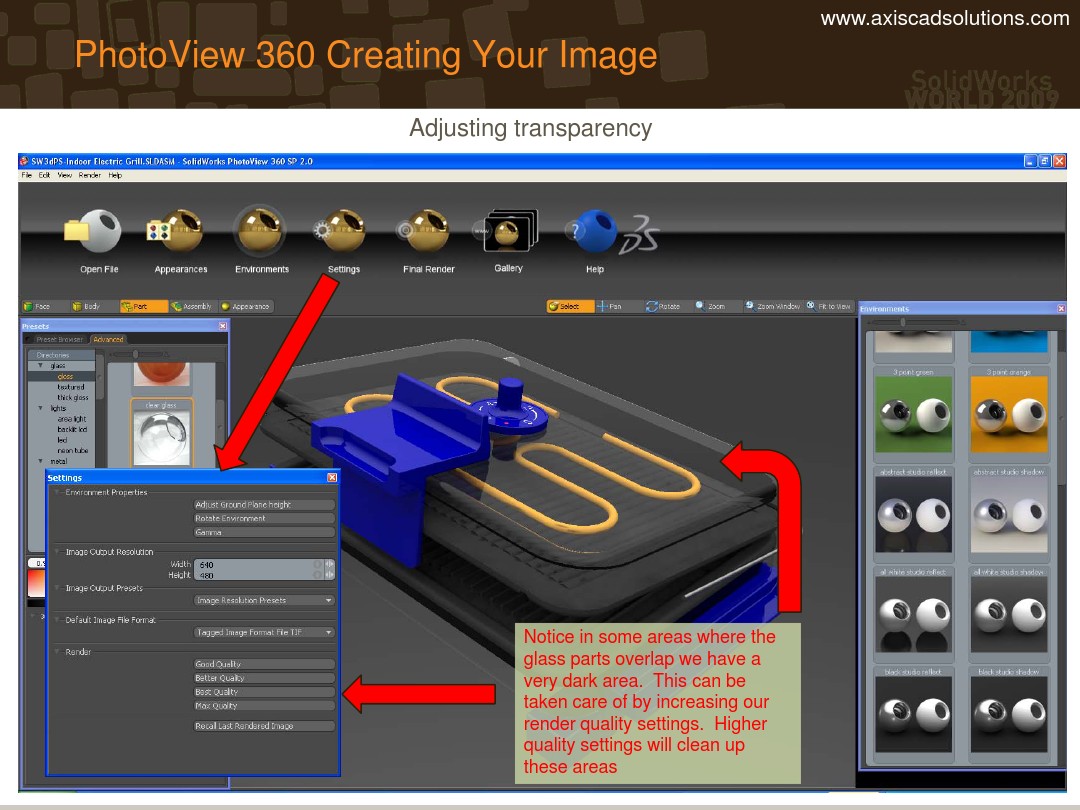 www.axiscadsolutions.com
PhotoView 360 Creating Your Image
SolidWorks
WORLD 2009
Adjusting transparency
SW3dPS-Indoor Electric Grill.SLDASM - SolidWorks PhotoView 360 SP 2.0
File Edit View Render Help
Open File Appearances Environments Settings Final Render Gallery Help
Face Body Part Assembly Appearance Select Pan Rotate Zoom Zoom Window Fit to View
Presets
Preset Browser Advanced
Directories
glass
gloss
textured
thick gloss
lights
area light
backlit lcd
led
neon tube
metal
clear glass
Environments
3 point green 3 point orange
abstract studio reflect abstract studio shadow
all white studio reflect all white studio shadow
black studio reflect black studio shadow
Settings
Environment Properties
Adjust Ground Plane height
Rotate Environment
Gamma
Image Output Resolution
Width 640
Height 480
Image Output Presets
Image Resolution Presets
Default Image File Format
Tagged Image Format File TIF
Render
Good Quality
Better Quality
Best Quality
Max Quality
Recall Last Rendered Image
Notice in some areas where the
glass parts overlap we have a
very dark area. This can be
taken care of by increasing our
render quality settings. Higher
quality settings will clean up
these areas